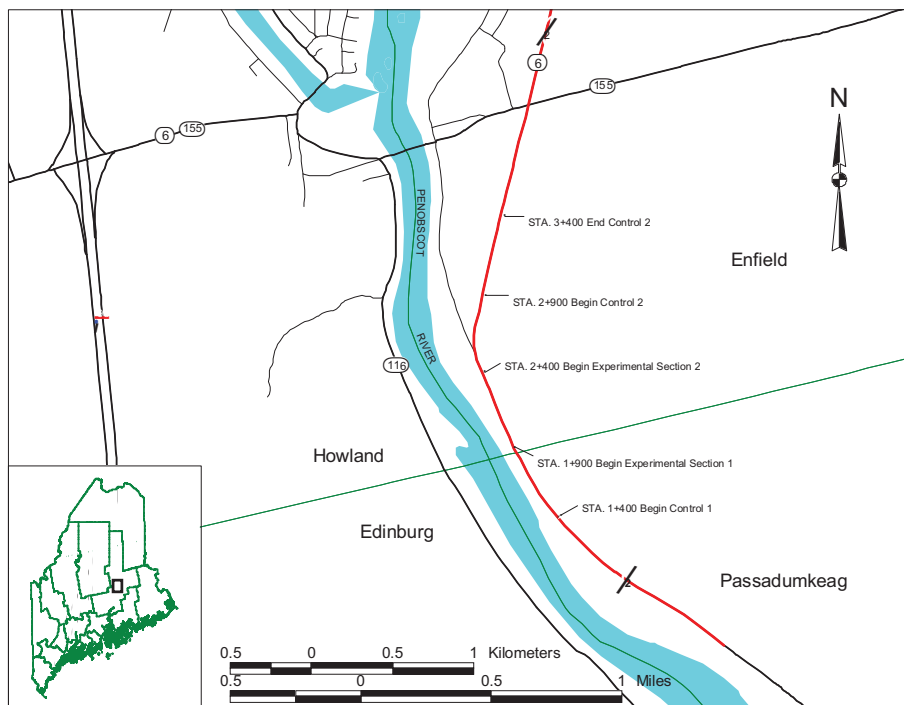 2
6
155
N
6
155
PENOBSCOT
STA. 3+400 End Control 2
Enfield
STA. 2+900 Begin Control 2
RIVER
116
STA. 2+400 Begin Experimental Section 2
Howland
STA. 1+900 Begin Experimental Section 1
STA. 1+400 Begin Control 1
Edinburg
2
Passadumkeag
0.5 0 0.5 1 Kilometers
0.5 0 0.5 1 Miles